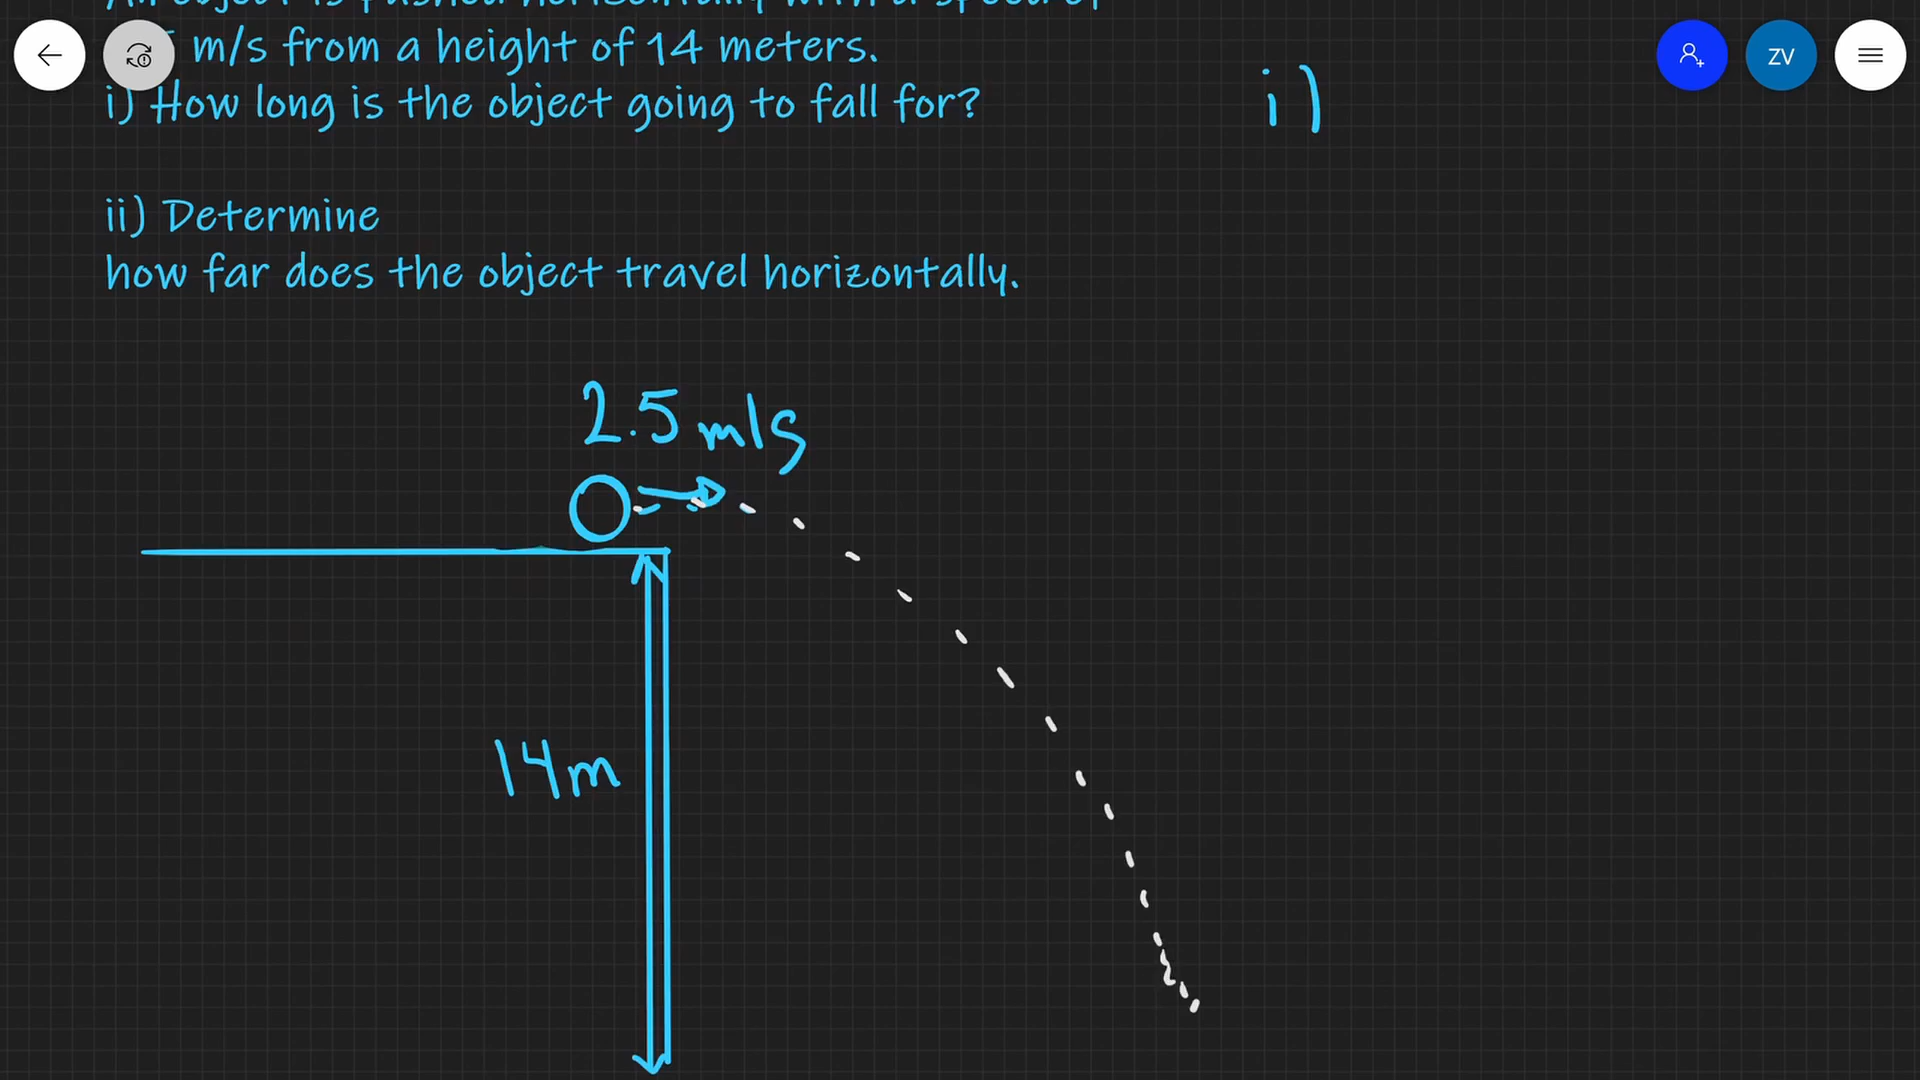 m/s from a height of 14 meters.
i) How long is the object going to fall for?
ii) Determine
how far does the object travel horizontally.
i)
2.5 m/s
14m
ZV